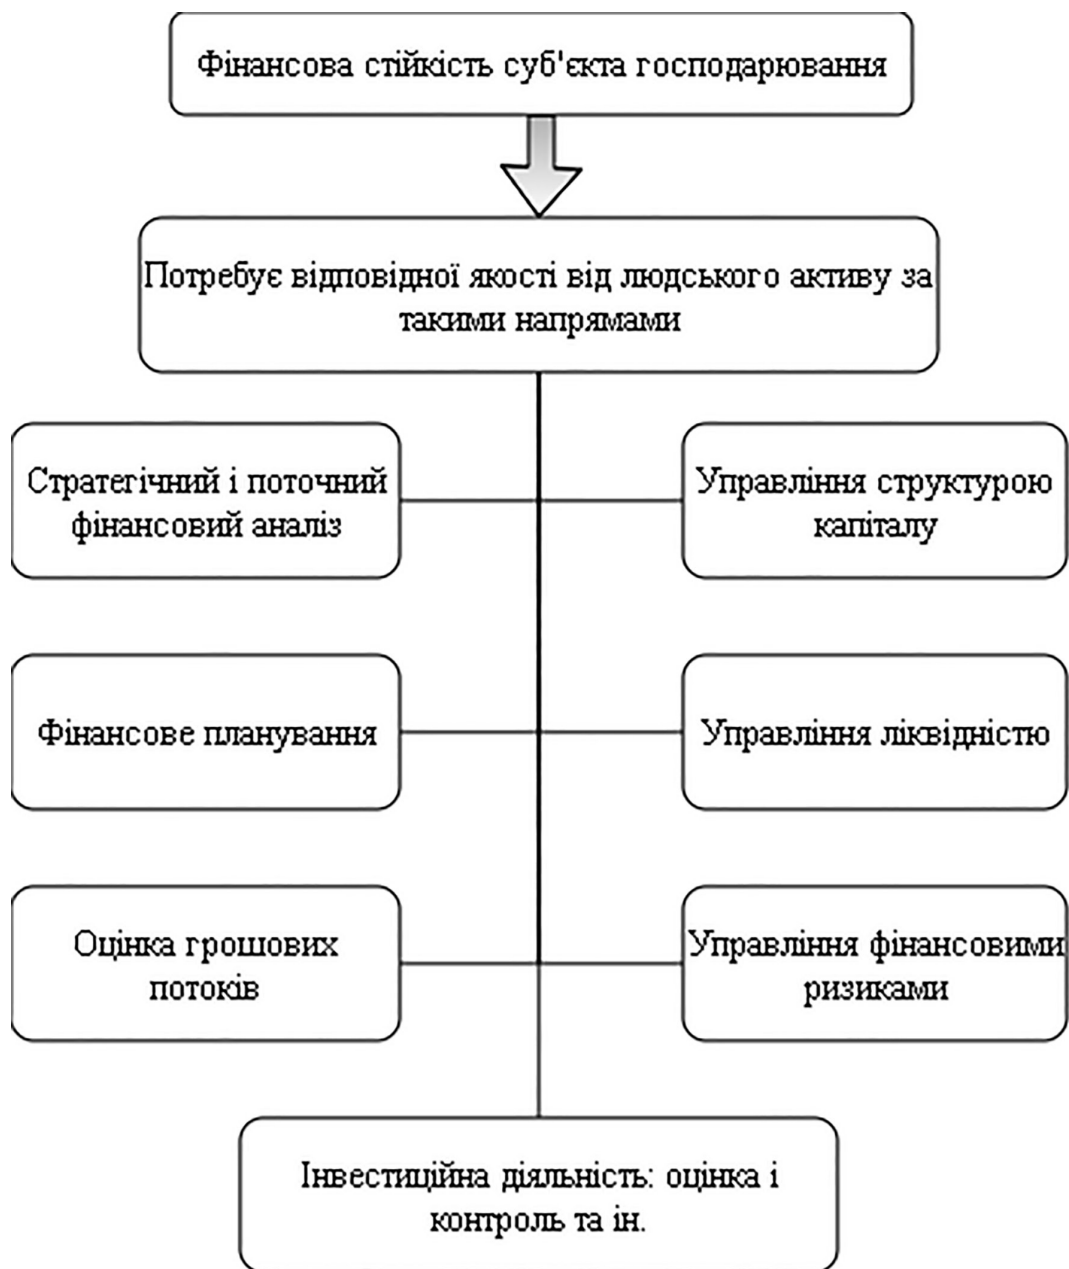 Фінансова стійкість суб'єкта господарювання
Потребує відповідної якості від людського активу за
такими напрямами
Стратегічний і поточний
фінансовий аналіз
Управління структурою
капіталу
Фінансове планування
Управління ліквідністю
Оцінка грошових
потоків
Управління фінансовими
ризиками
Інвестиційна діяльність: оцінка і
контроль та ін.